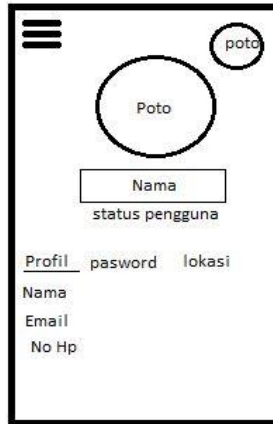 poto
Poto
Nama
status pengguna
Profil pasword lokasi
Nama
Email
No Hp